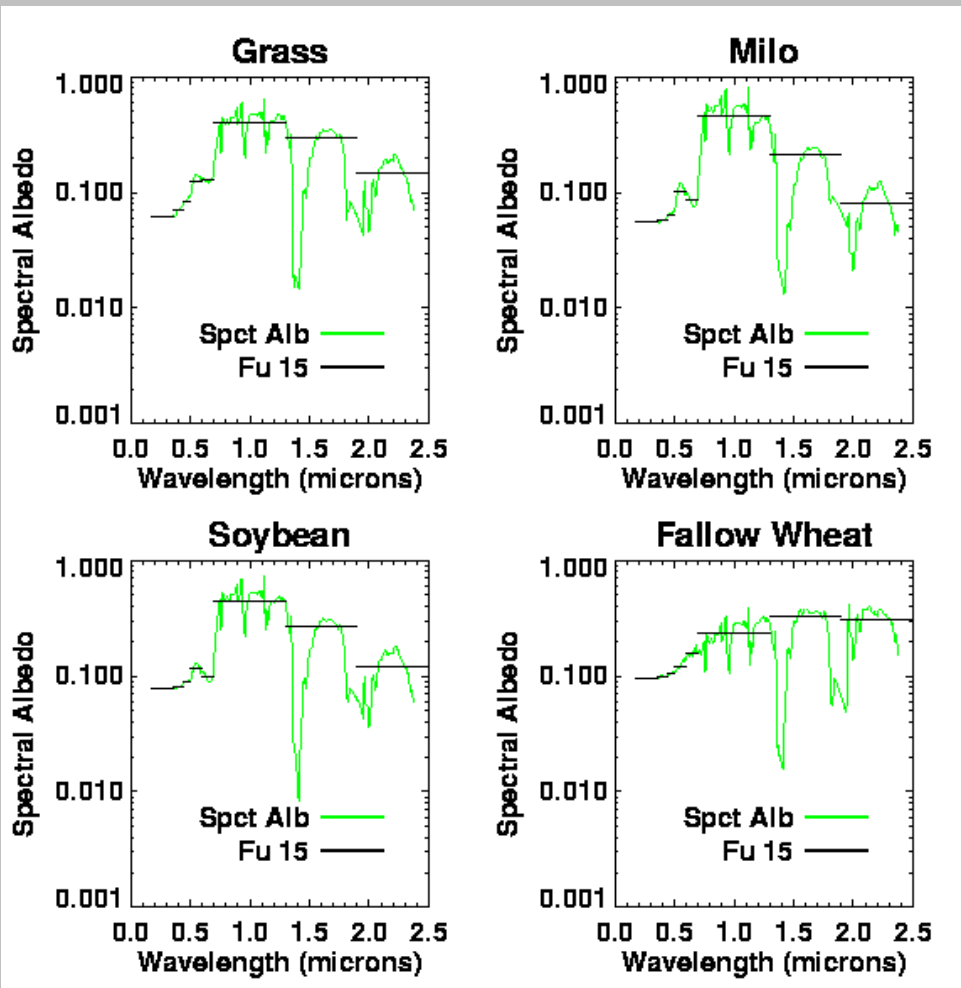 Grass
Spectral Albedo
1.000
0.100
0.010
0.001
Spct Alb
Fu 15
0.0 0.5 1.0 1.5 2.0 2.5
Wavelength (microns)
Milo
Spectral Albedo
1.000
0.100
0.010
0.001
Spct Alb
Fu 15
0.0 0.5 1.0 1.5 2.0 2.5
Wavelength (microns)
Soybean
Spectral Albedo
1.000
0.100
0.010
0.001
Spct Alb
Fu 15
0.0 0.5 1.0 1.5 2.0 2.5
Wavelength (microns)
Fallow Wheat
Spectral Albedo
1.000
0.100
0.010
0.001
Spct Alb
Fu 15
0.0 0.5 1.0 1.5 2.0 2.5
Wavelength (microns)